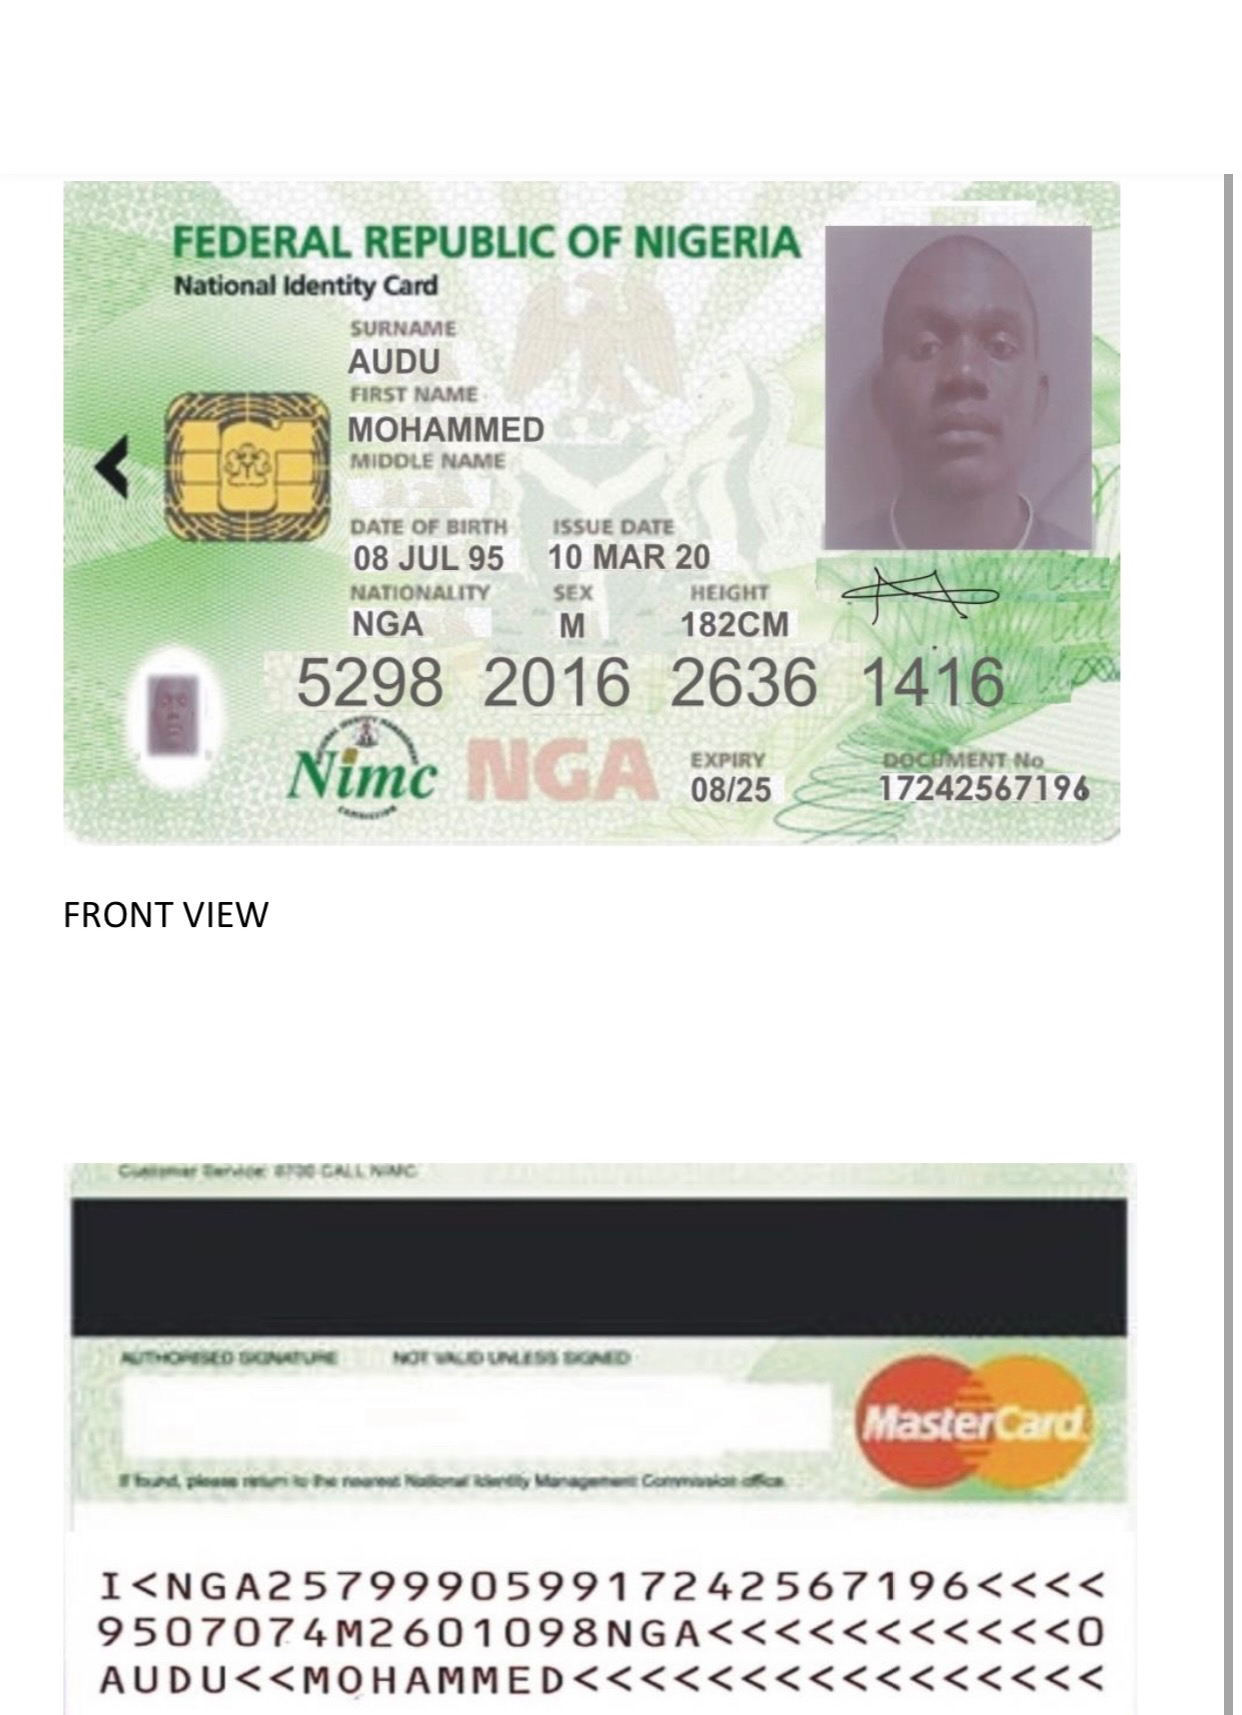 FEDERAL REPUBLIC OF NIGERIA
National Identity Card
SURNAME
AUDU
FIRST NAME
MOHAMMED
MIDDLE NAME
DATE OF BIRTH ISSUE DATE
08 JUL 95 10 MAR 20
NATIONALITY SEX HEIGHT
NGA M 182CM
5298 2016 2636 1416
Nimc NGA
COMMISSION
EXPIRY DOCUMENT No
08/25 17242567196
FRONT VIEW
Customer Service: 0700 CALL NIMC
AUTHORISED SIGNATURE NOT VALID UNLESS SIGNED
MasterCard
If found, please return to the nearest National Identity Management Commission office.
I<NGA257999059917242567196<<<<
9507074M2601098NGA<<<<<<<<<<<0
AUDU<<MOHAMMED<<<<<<<<<<<<<<<<